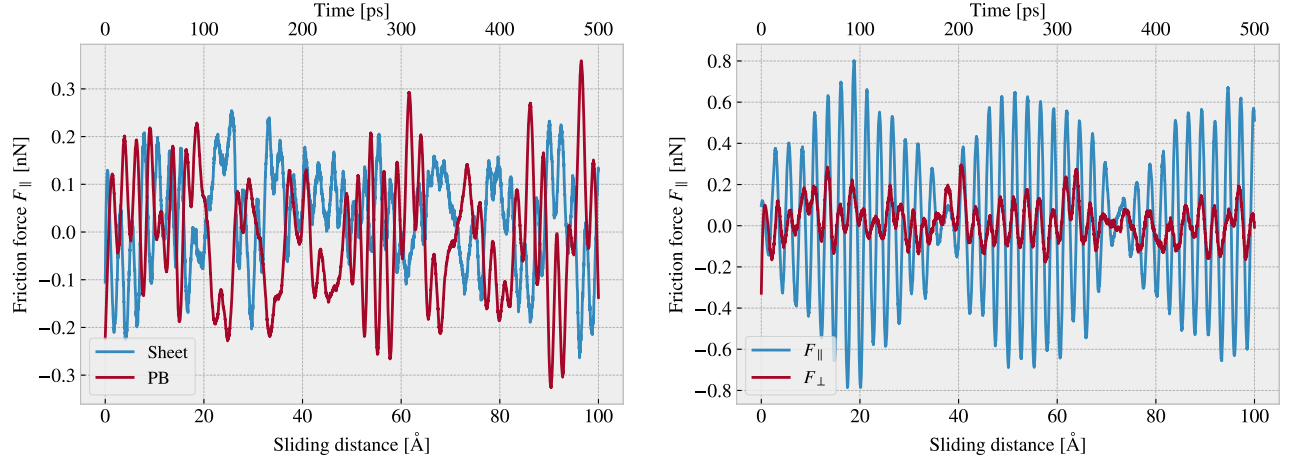 Time [ps]
0 100 200 300 400 500
Friction force F∥ [nN]
0.3
0.2
0.1
0.0
−0.1
−0.2
−0.3
Sheet
PB
0 20 40 60 80 100
Sliding distance [Å]
Time [ps]
0 100 200 300 400 500
Friction force F∥ [nN]
0.8
0.6
0.4
0.2
0.0
−0.2
−0.4
−0.6
−0.8
F∥
F⊥
0 20 40 60 80 100
Sliding distance [Å]